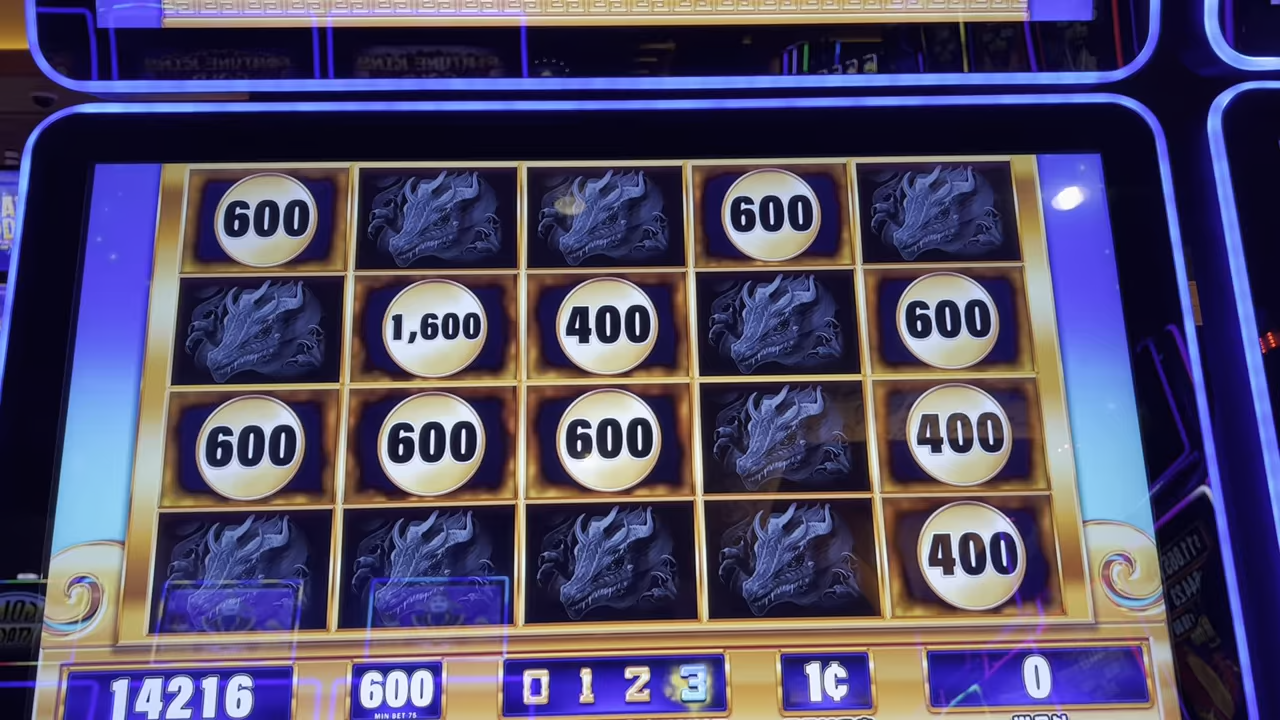 600 600
1,600 400 600
600 600 600 400
400
14216 600 0 1 2 3 1¢ 0
MIN BET 75